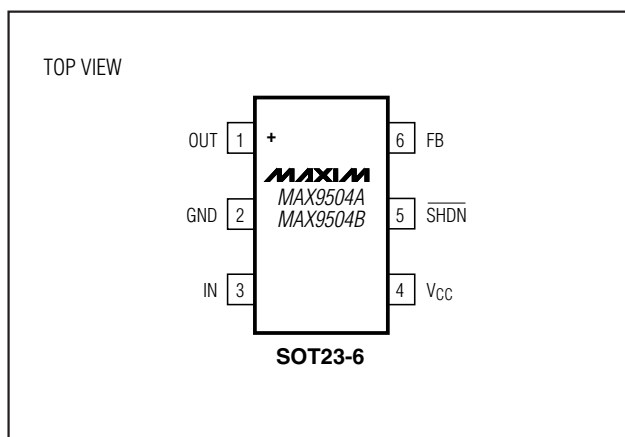 TOP VIEW
OUT 1 + 6 FB
MAXIM
MAX9504A
GND 2 MAX9504B 5 SHDN
IN 3 4 VCC
SOT23-6